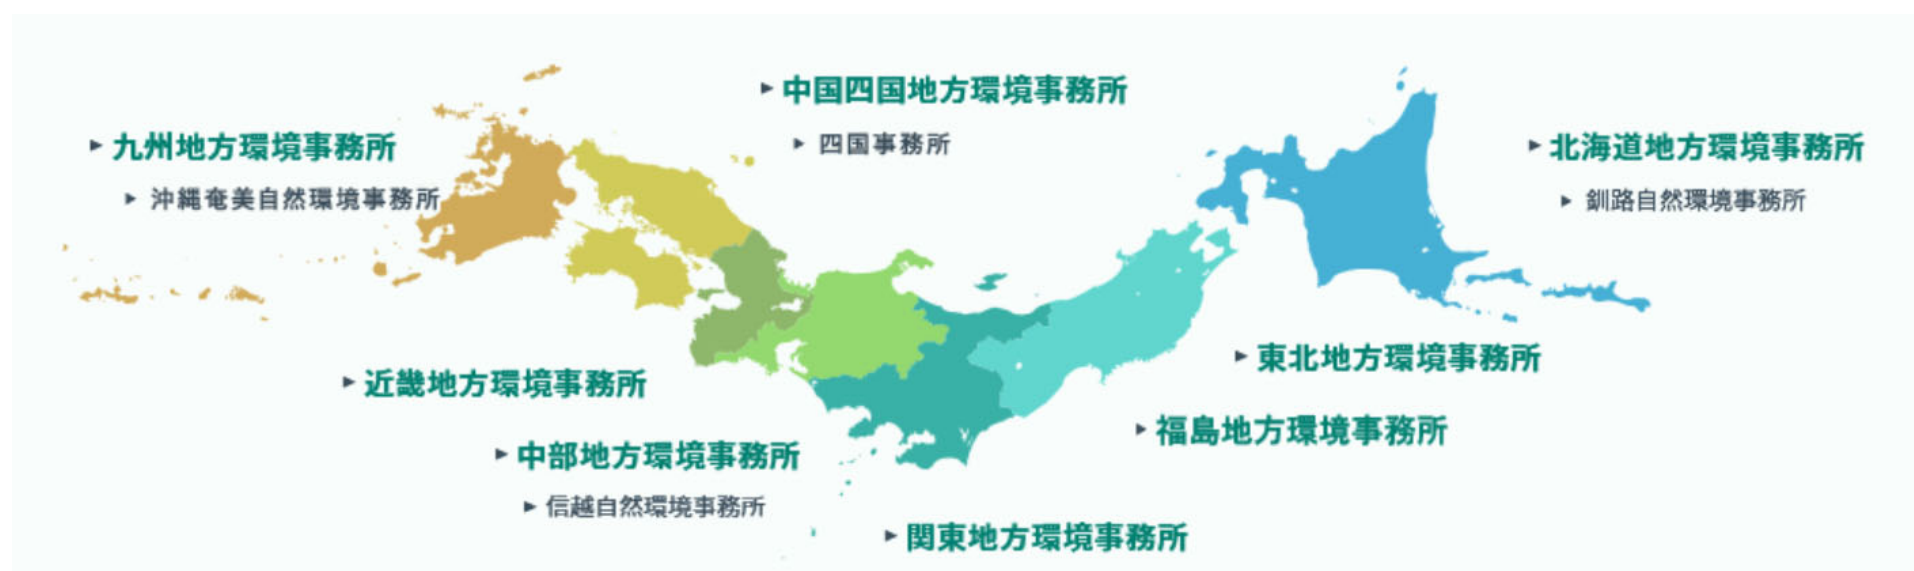 中国四国地方環境事務所
四国事務所
九州地方環境事務所
沖縄奄美自然環境事務所
北海道地方環境事務所
釧路自然環境事務所
東北地方環境事務所
近畿地方環境事務所
福島地方環境事務所
中部地方環境事務所
信越自然環境事務所
関東地方環境事務所